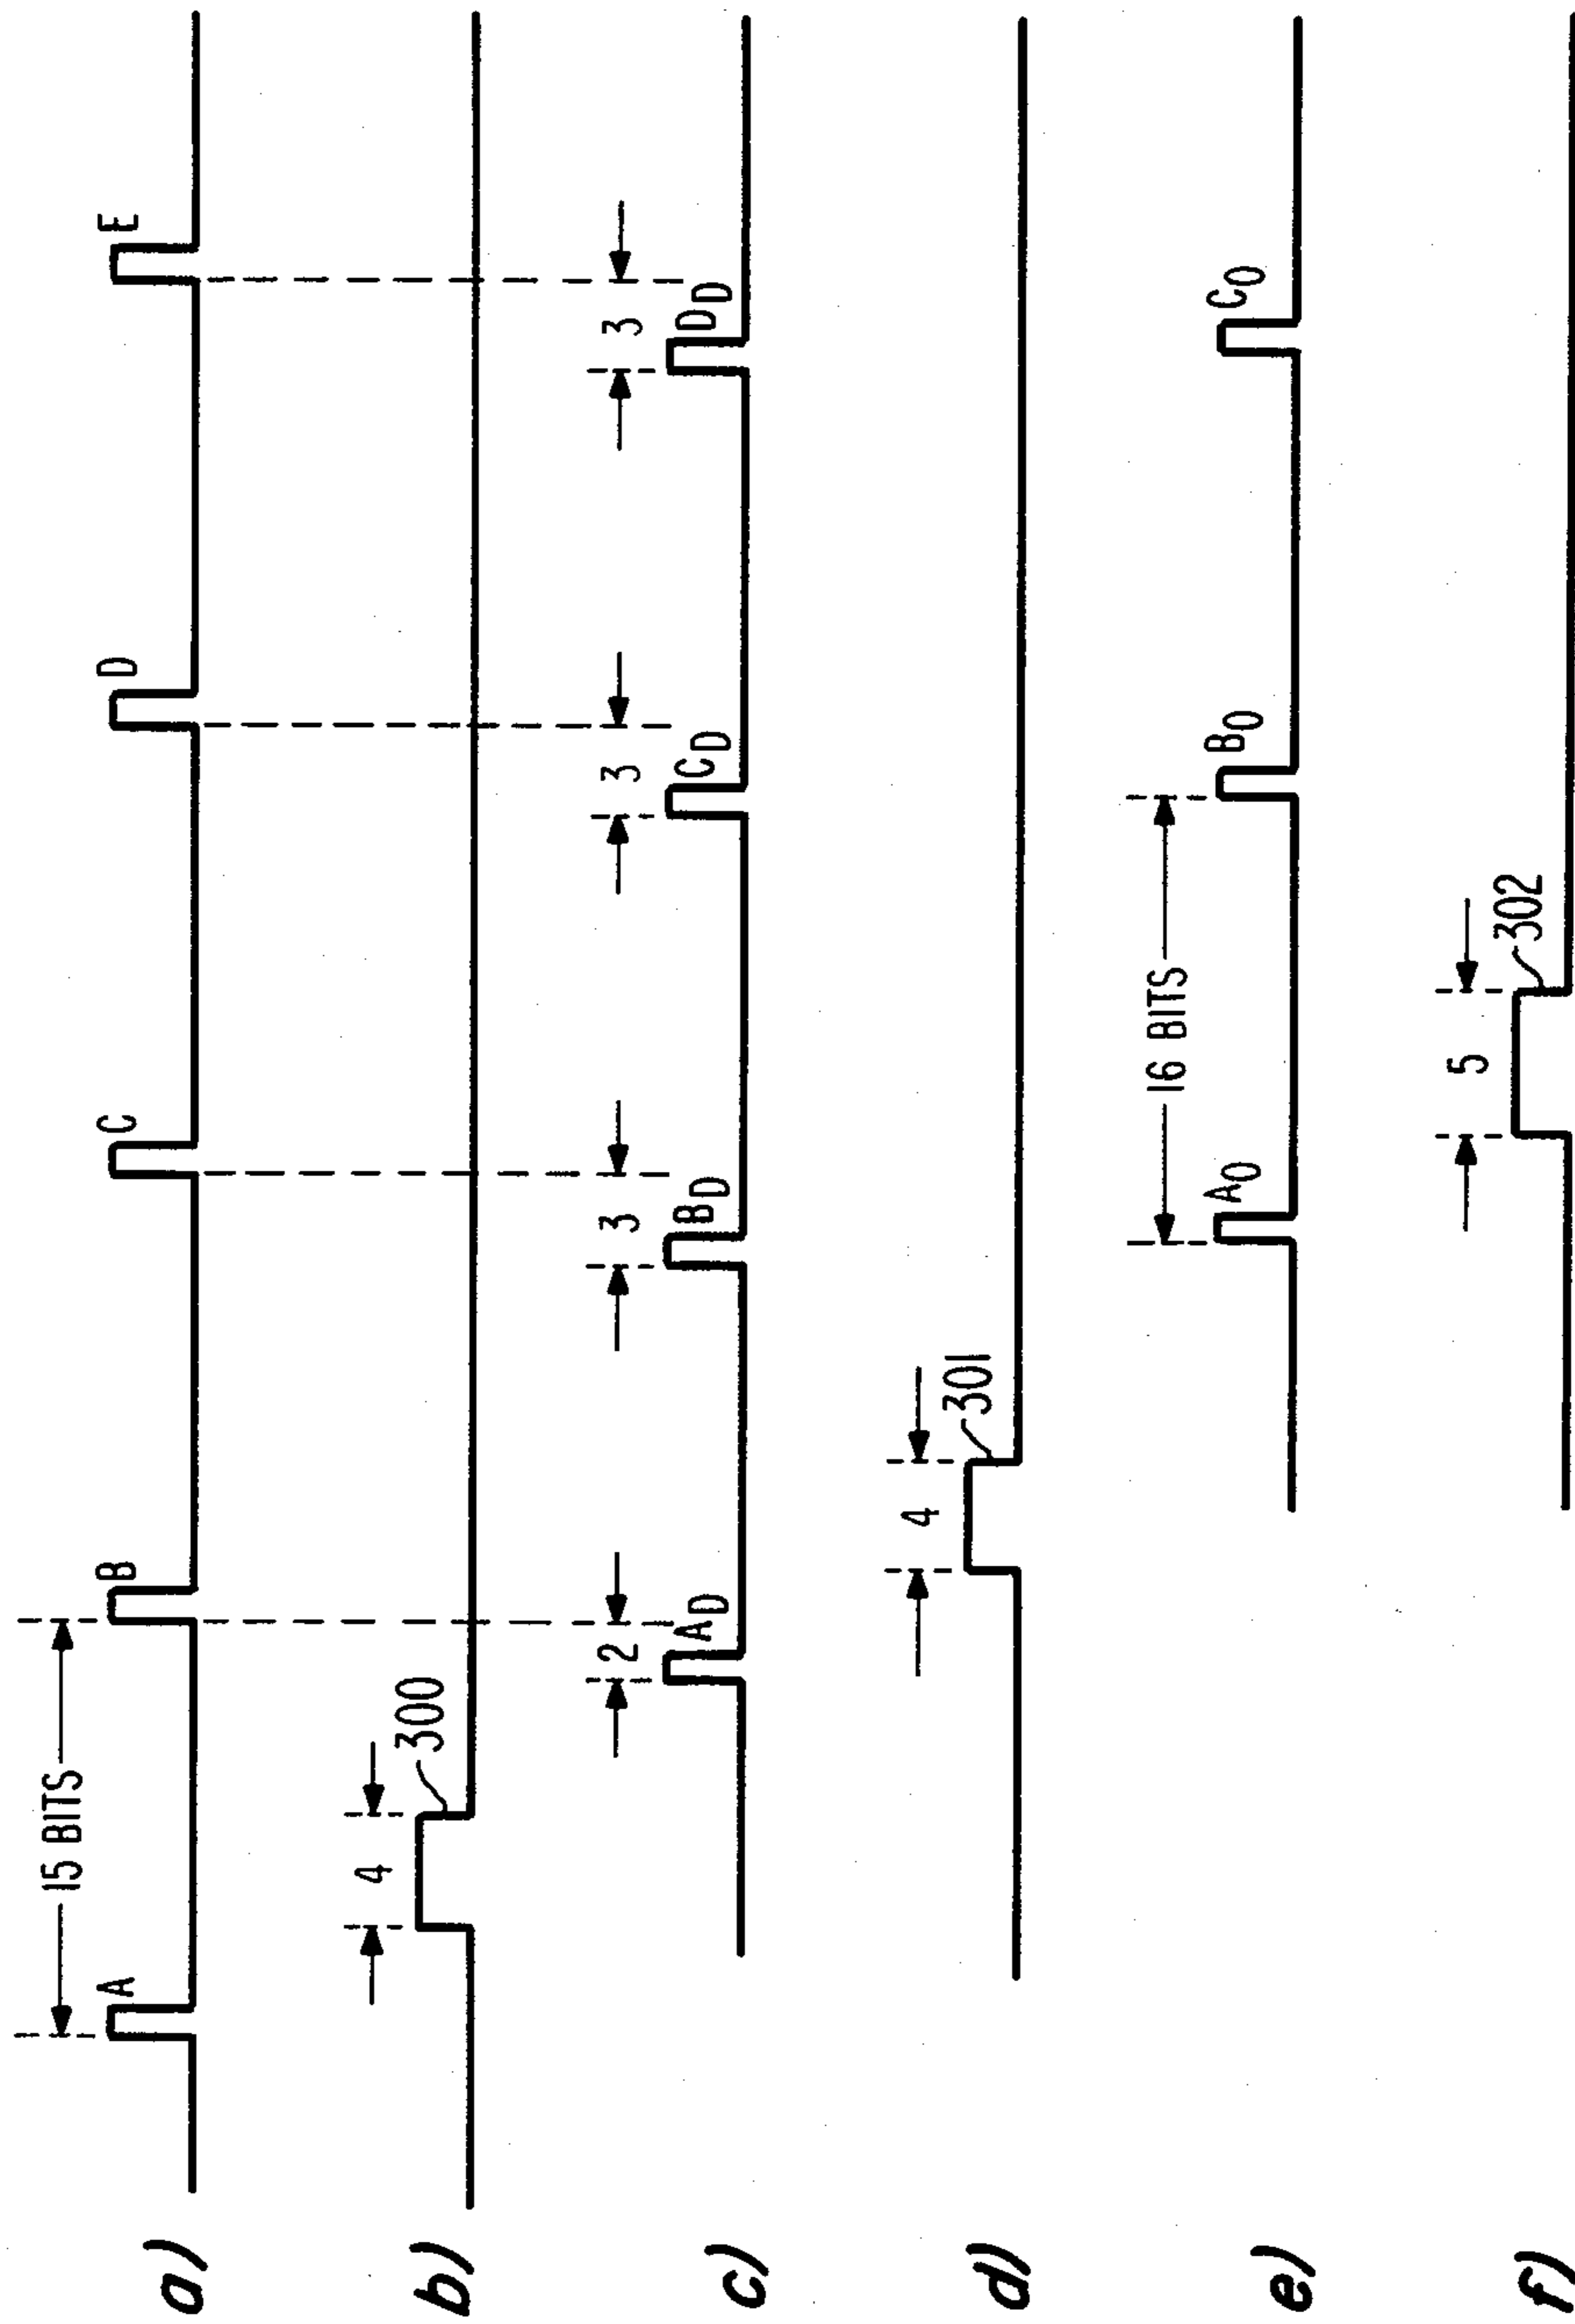 a)
15 BITS
A
B
C
D
E
b)
4
300
c)
2
3
3
3
A_D
B_D
C_D
D_D
d)
4
301
e)
16 BITS
A_O
B_O
C_O
f)
5
302